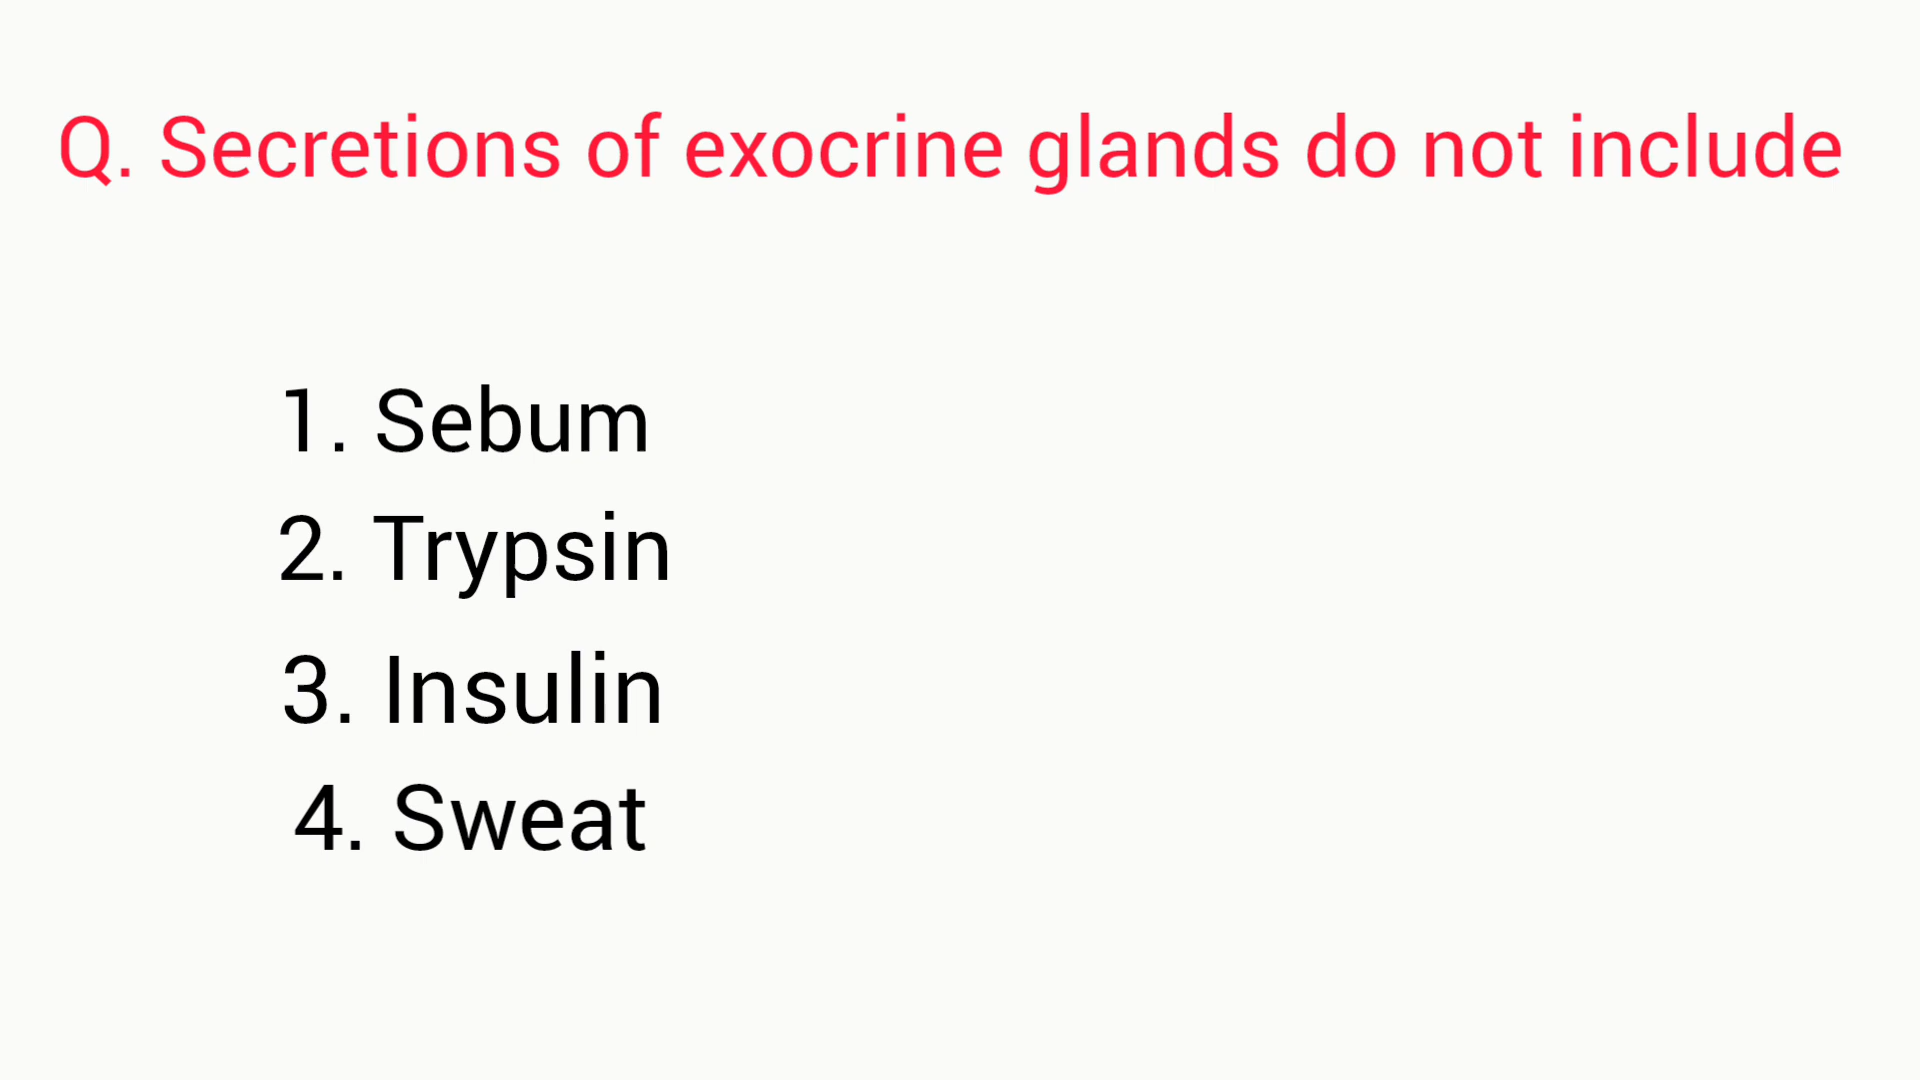 Q. Secretions of exocrine glands do not include
1. Sebum
2. Trypsin
3. Insulin
4. Sweat